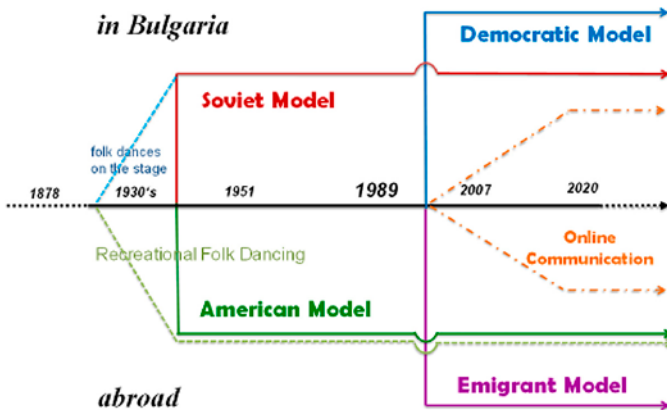 in Bulgaria
Democratic Model
Soviet Model
folk dances
on the stage
1878 1930's 1951 1989 2007 2020
Recreational Folk Dancing
Online
Communication
American Model
abroad
Emigrant Model